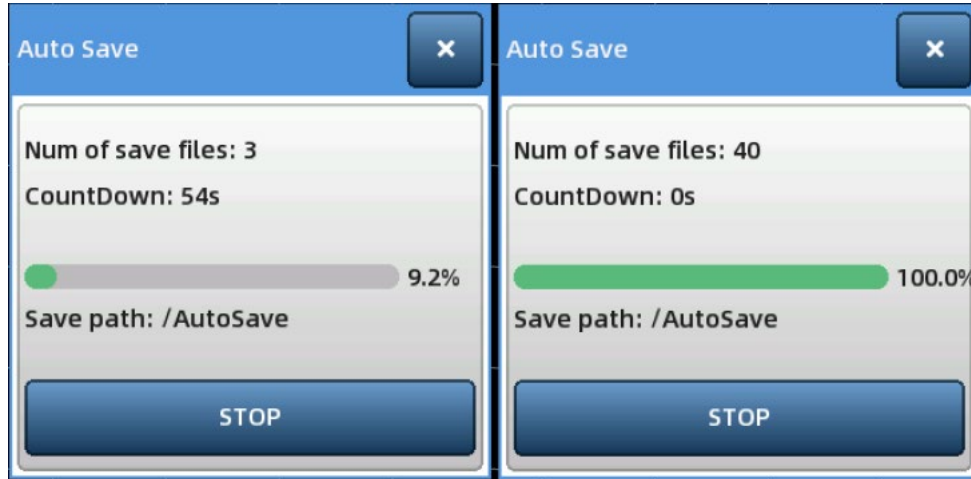 Auto Save
×
Num of save files: 3
CountDown: 54s
9.2%
Save path: /AutoSave
STOP
Auto Save
×
Num of save files: 40
CountDown: 0s
100.0%
Save path: /AutoSave
STOP